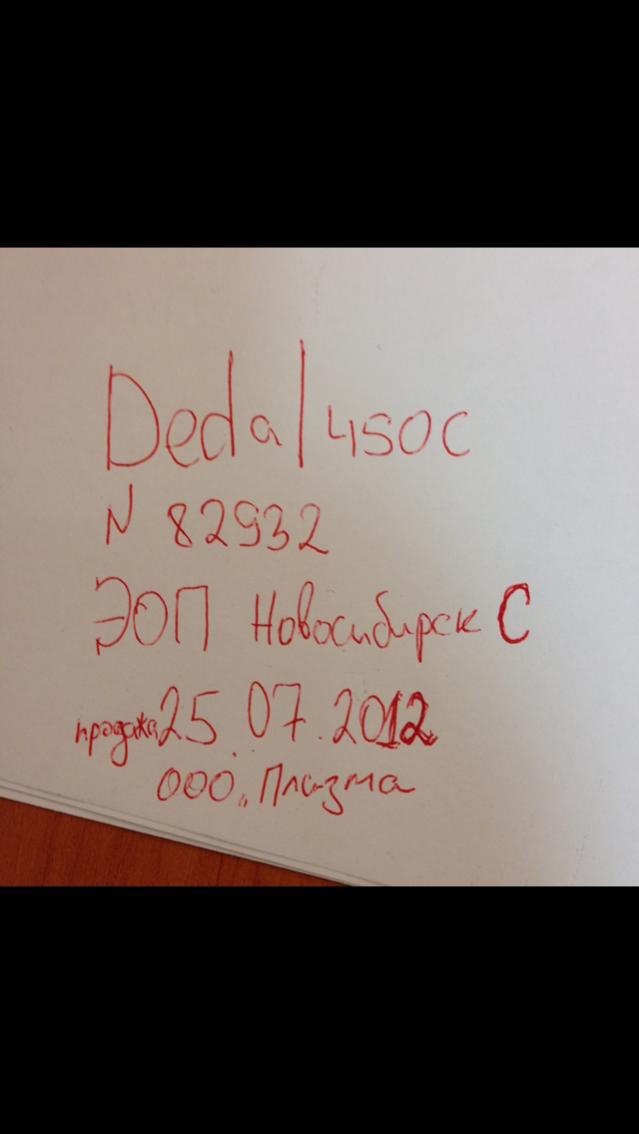 Dedal 450C
N 82932
ЭОП Новосибирск С
продажа 25.07.2012
ООО „Плазма